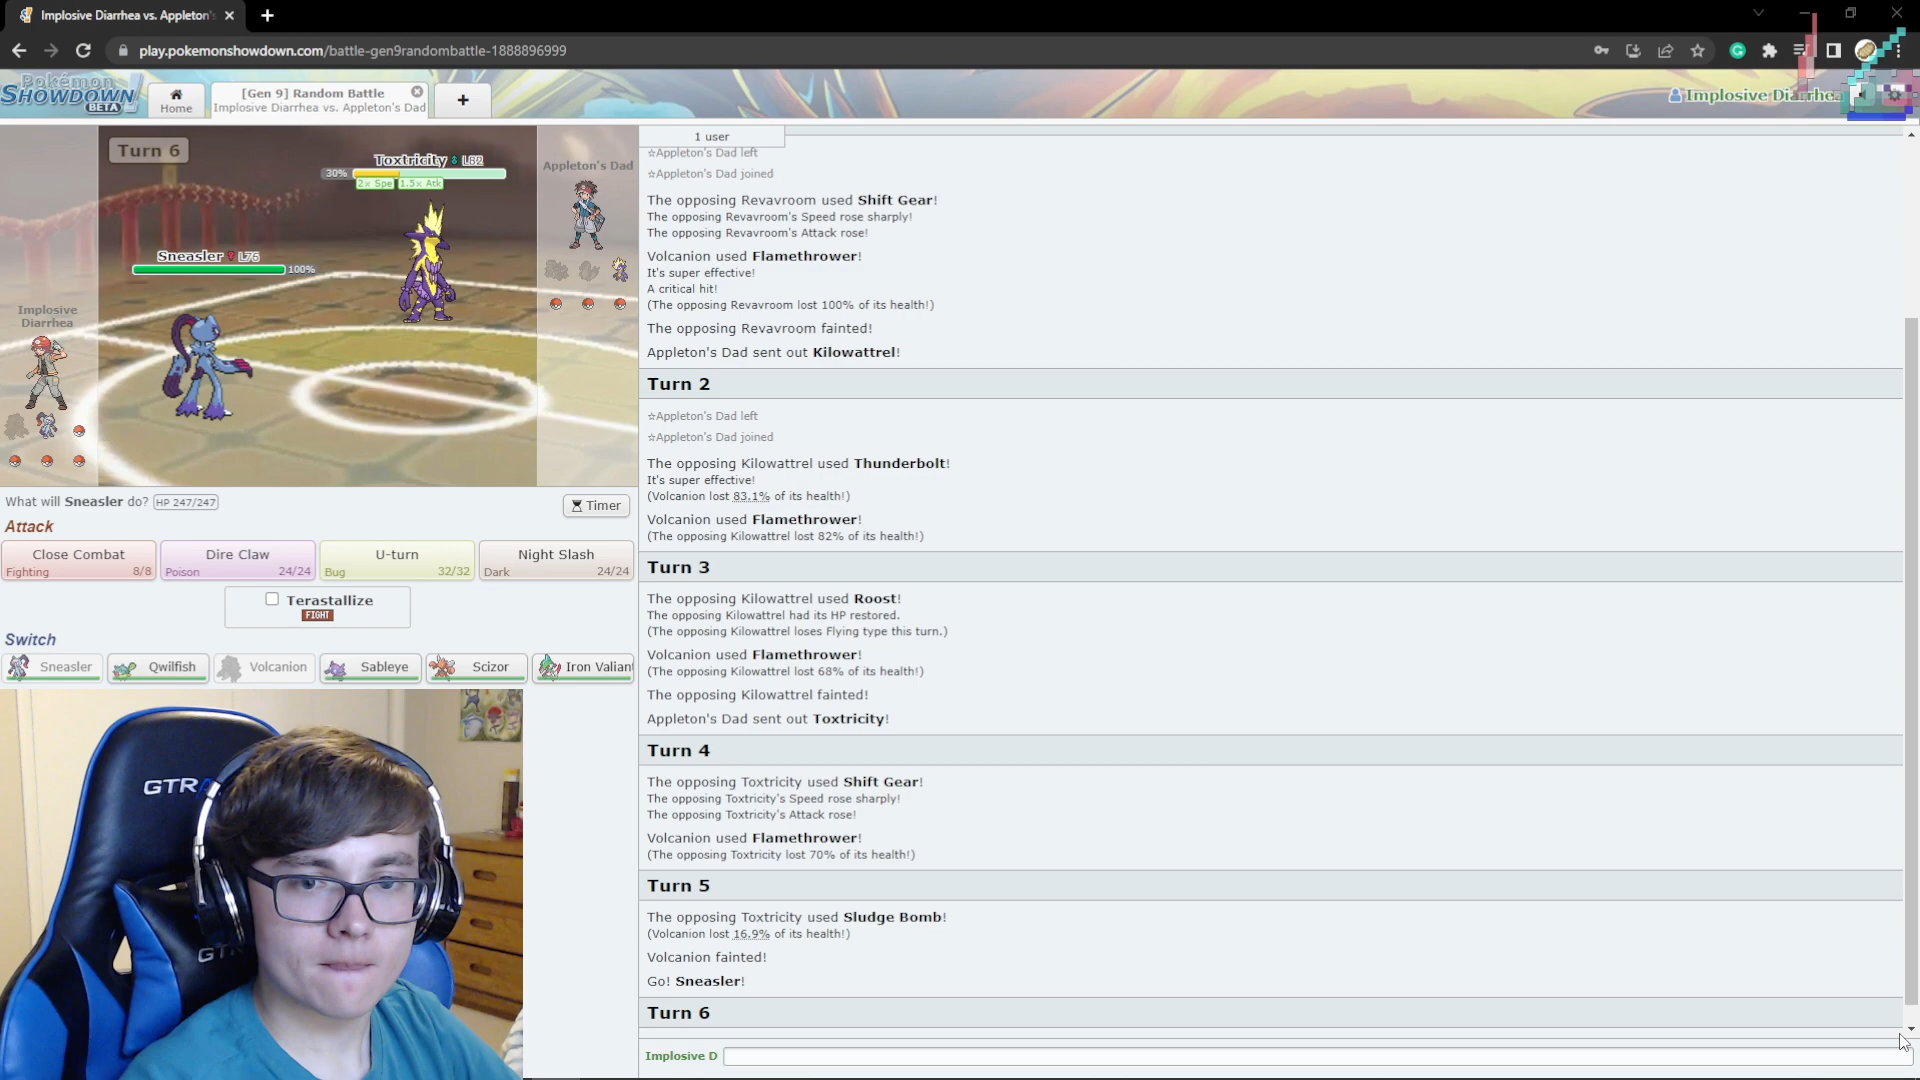 Implosive Diarrhea vs. Appleton's
play.pokemonshowdown.com/battle-gen9randombattle-1888896999
Pokémon
SHOWDOWN
BETA
Home
[Gen 9] Random Battle
Implosive Diarrhea vs. Appleton's Dad
Implosive Diarrhea
Turn 6
Toxtricity L82
30%
2x Spe 1.5x Atk
Appleton's Dad
Sneasler L76
100%
Implosive
Diarrhea
What will Sneasler do? HP 247/247
Timer
Attack
Close Combat
Fighting 8/8
Dire Claw
Poison 24/24
U-turn
Bug 32/32
Night Slash
Dark 24/24
Terastallize
FIGHT
Switch
Sneasler
Qwilfish
Volcanion
Sableye
Scizor
Iron Valiant
GTR
GT
1 user
☆Appleton's Dad left
☆Appleton's Dad joined
The opposing Revavroom used Shift Gear!
The opposing Revavroom's Speed rose sharply!
The opposing Revavroom's Attack rose!
Volcanion used Flamethrower!
It's super effective!
A critical hit!
(The opposing Revavroom lost 100% of its health!)
The opposing Revavroom fainted!
Appleton's Dad sent out Kilowattrel!
Turn 2
☆Appleton's Dad left
☆Appleton's Dad joined
The opposing Kilowattrel used Thunderbolt!
It's super effective!
(Volcanion lost 83.1% of its health!)
Volcanion used Flamethrower!
(The opposing Kilowattrel lost 82% of its health!)
Turn 3
The opposing Kilowattrel used Roost!
The opposing Kilowattrel had its HP restored.
(The opposing Kilowattrel loses Flying type this turn.)
Volcanion used Flamethrower!
(The opposing Kilowattrel lost 68% of its health!)
The opposing Kilowattrel fainted!
Appleton's Dad sent out Toxtricity!
Turn 4
The opposing Toxtricity used Shift Gear!
The opposing Toxtricity's Speed rose sharply!
The opposing Toxtricity's Attack rose!
Volcanion used Flamethrower!
(The opposing Toxtricity lost 70% of its health!)
Turn 5
The opposing Toxtricity used Sludge Bomb!
(Volcanion lost 16.9% of its health!)
Volcanion fainted!
Go! Sneasler!
Turn 6
Implosive D